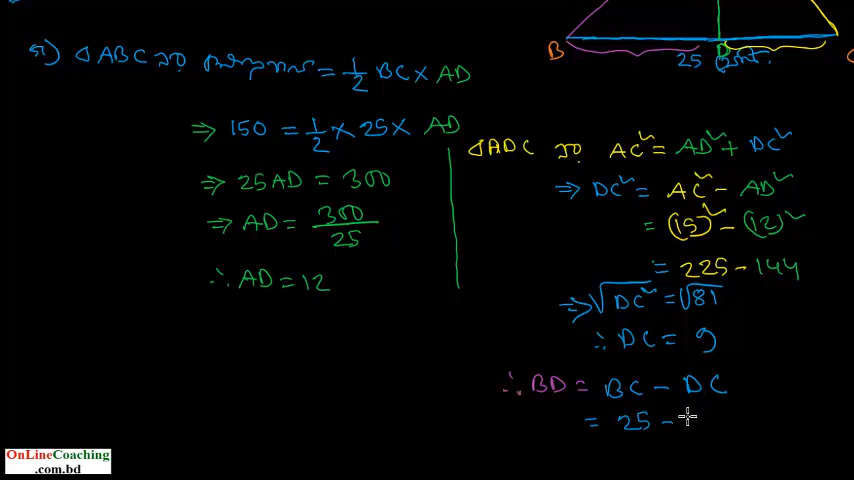 B D C
25 সে.মি.
গ) △ABC এর ক্ষেত্রফল = 1/2 BC × AD
⇒ 150 = 1/2 × 25 × AD
⇒ 25AD = 300
⇒ AD = 300/25
∴ AD = 12
△ADC এ AC² = AD² + DC²
⇒ DC² = AC² - AD²
= (15)² - (12)²
= 225 - 144
⇒ √DC² = √81
∴ DC = 9
∴ BD = BC - DC
= 25 -
OnLineCoaching
.com.bd